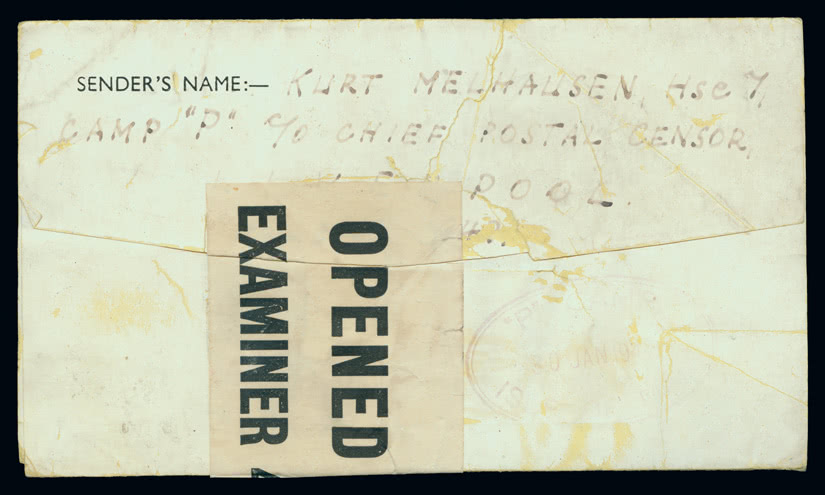 SENDER'S NAME:— KURT MELHAUSEN, Hse 7,
CAMP "P" c/o CHIEF POSTAL CENSOR,
POOL.
OPENED
EXAMINER
"P"